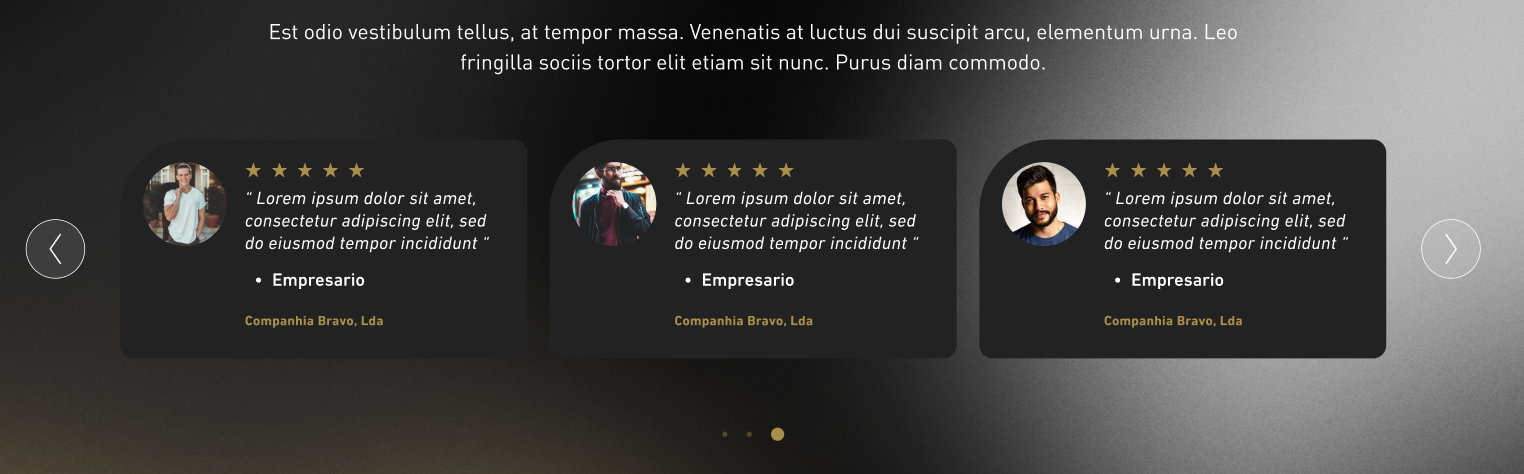 Est odio vestibulum tellus, at tempor massa. Venenatis at luctus dui suscipit arcu, elementum urna. Leo
fringilla sociis tortor elit etiam sit nunc. Purus diam commodo.
“ Lorem ipsum dolor sit amet,
consectetur adipiscing elit, sed
do eiusmod tempor incididunt “
• Empresario
Companhia Bravo, Lda
“ Lorem ipsum dolor sit amet,
consectetur adipiscing elit, sed
do eiusmod tempor incididunt “
• Empresario
Companhia Bravo, Lda
“ Lorem ipsum dolor sit amet,
consectetur adipiscing elit, sed
do eiusmod tempor incididunt “
• Empresario
Companhia Bravo, Lda